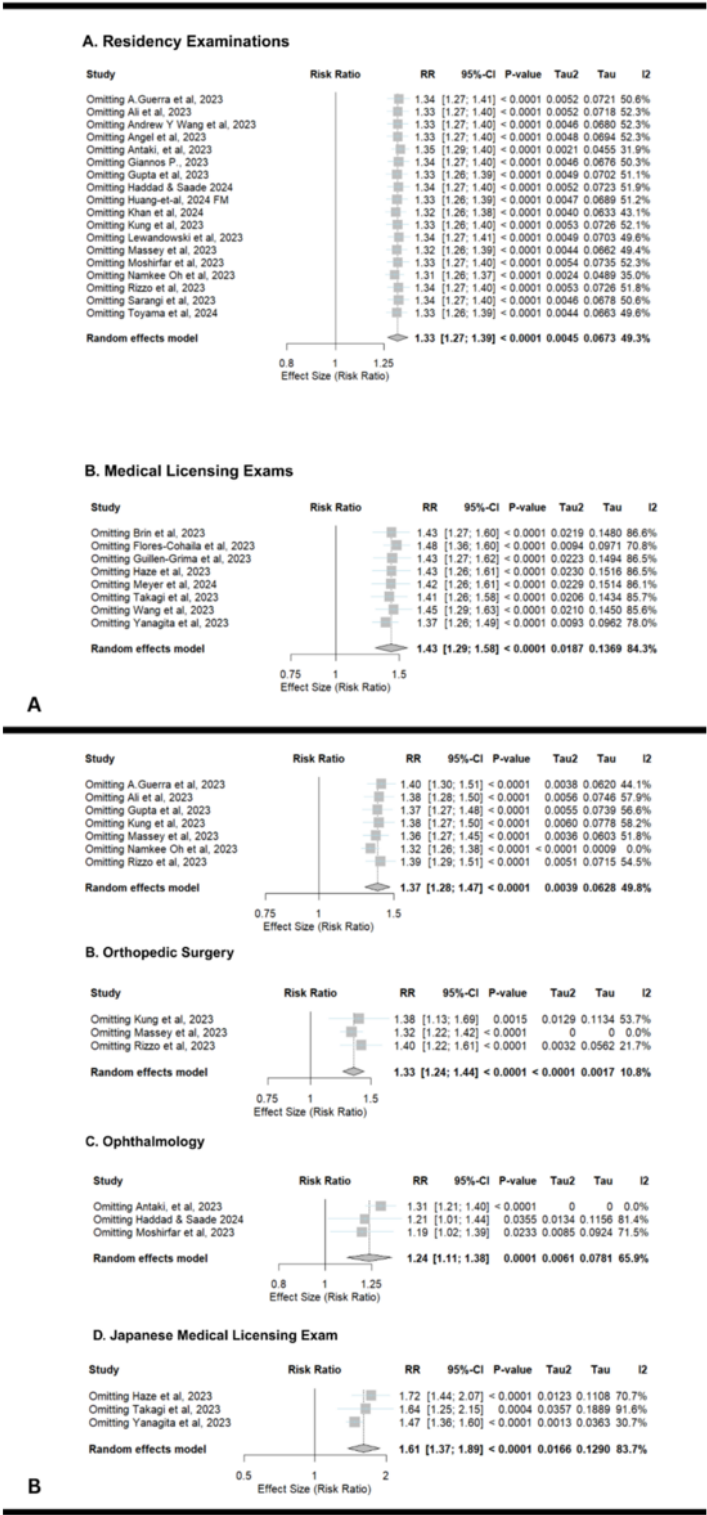 A. Residency Examinations
Study Risk Ratio RR 95%-CI P-value Tau2 Tau I2
Omitting A.Guerra et al, 2023 1.34 [1.27; 1.41] < 0.0001 0.0052 0.0721 50.6%
Omitting Ali et al, 2023 1.33 [1.27; 1.40] < 0.0001 0.0052 0.0718 52.3%
Omitting Andrew Y Wang et al, 2023 1.33 [1.27; 1.40] < 0.0001 0.0046 0.0680 52.3%
Omitting Angel et al, 2023 1.33 [1.27; 1.40] < 0.0001 0.0048 0.0694 52.3%
Omitting Antaki, et al, 2023 1.35 [1.29; 1.40] < 0.0001 0.0021 0.0455 31.9%
Omitting Giannos P., 2023 1.34 [1.27; 1.40] < 0.0001 0.0046 0.0676 50.3%
Omitting Gupta et al, 2023 1.33 [1.26; 1.39] < 0.0001 0.0049 0.0702 51.1%
Omitting Haddad & Saade 2024 1.34 [1.27; 1.40] < 0.0001 0.0052 0.0723 51.9%
Omitting Huang-et-al, 2024 FM 1.33 [1.26; 1.39] < 0.0001 0.0047 0.0689 51.2%
Omitting Khan et al, 2024 1.32 [1.26; 1.38] < 0.0001 0.0040 0.0633 43.1%
Omitting Kung et al, 2023 1.33 [1.26; 1.40] < 0.0001 0.0053 0.0726 52.1%
Omitting Lewandowski et al, 2023 1.34 [1.27; 1.41] < 0.0001 0.0049 0.0703 49.6%
Omitting Massey et al, 2023 1.32 [1.26; 1.39] < 0.0001 0.0044 0.0662 49.4%
Omitting Moshirfar et al, 2023 1.33 [1.27; 1.40] < 0.0001 0.0054 0.0735 52.3%
Omitting Namkee Oh et al, 2023 1.31 [1.26; 1.37] < 0.0001 0.0024 0.0489 35.0%
Omitting Rizzo et al, 2023 1.34 [1.27; 1.40] < 0.0001 0.0053 0.0726 51.8%
Omitting Sarangi et al, 2023 1.34 [1.27; 1.40] < 0.0001 0.0046 0.0678 50.6%
Omitting Toyama et al, 2024 1.33 [1.26; 1.39] < 0.0001 0.0044 0.0663 49.6%
Random effects model 1.33 [1.27; 1.39] < 0.0001 0.0045 0.0673 49.3%
0.8 1 1.25
Effect Size (Risk Ratio)
B. Medical Licensing Exams
Study Risk Ratio RR 95%-CI P-value Tau2 Tau I2
Omitting Brin et al, 2023 1.43 [1.27; 1.60] < 0.0001 0.0219 0.1480 86.6%
Omitting Flores-Cohaila et al, 2023 1.48 [1.36; 1.60] < 0.0001 0.0094 0.0971 70.8%
Omitting Guillen-Grima et al, 2023 1.43 [1.27; 1.62] < 0.0001 0.0223 0.1494 86.5%
Omitting Haze et al, 2023 1.43 [1.26; 1.61] < 0.0001 0.0230 0.1516 86.5%
Omitting Meyer et al, 2024 1.42 [1.26; 1.61] < 0.0001 0.0229 0.1514 86.1%
Omitting Takagi et al, 2023 1.41 [1.26; 1.58] < 0.0001 0.0206 0.1434 85.7%
Omitting Wang et al, 2023 1.45 [1.29; 1.63] < 0.0001 0.0210 0.1450 85.6%
Omitting Yanagita et al, 2023 1.37 [1.26; 1.49] < 0.0001 0.0093 0.0962 78.0%
Random effects model 1.43 [1.29; 1.58] < 0.0001 0.0187 0.1369 84.3%
0.75 1.5
Effect Size (Risk Ratio)
A
Study Risk Ratio RR 95%-CI P-value Tau2 Tau I2
Omitting A.Guerra et al, 2023 1.40 [1.30; 1.51] < 0.0001 0.0038 0.0620 44.1%
Omitting Ali et al, 2023 1.38 [1.28; 1.50] < 0.0001 0.0056 0.0746 57.9%
Omitting Gupta et al, 2023 1.37 [1.27; 1.48] < 0.0001 0.0055 0.0739 56.6%
Omitting Kung et al, 2023 1.38 [1.27; 1.50] < 0.0001 0.0060 0.0778 58.2%
Omitting Massey et al, 2023 1.36 [1.27; 1.45] < 0.0001 0.0036 0.0603 51.8%
Omitting Namkee Oh et al, 2023 1.32 [1.26; 1.38] < 0.0001 < 0.0001 0.0009 0.0%
Omitting Rizzo et al, 2023 1.39 [1.29; 1.51] < 0.0001 0.0051 0.0715 54.5%
Random effects model 1.37 [1.28; 1.47] < 0.0001 0.0039 0.0628 49.8%
0.75 1 1.5
Effect Size (Risk Ratio)
B. Orthopedic Surgery
Study Risk Ratio RR 95%-CI P-value Tau2 Tau I2
Omitting Kung et al, 2023 1.38 [1.13; 1.69] 0.0015 0.0129 0.1134 53.7%
Omitting Massey et al, 2023 1.32 [1.22; 1.42] < 0.0001 0 0 0.0%
Omitting Rizzo et al, 2023 1.40 [1.22; 1.61] < 0.0001 0.0032 0.0562 21.7%
Random effects model 1.33 [1.24; 1.44] < 0.0001 < 0.0001 0.0017 10.8%
0.75 1 1.5
Effect Size (Risk Ratio)
C. Ophthalmology
Study Risk Ratio RR 95%-CI P-value Tau2 Tau I2
Omitting Antaki, et al, 2023 1.31 [1.21; 1.40] < 0.0001 0 0 0.0%
Omitting Haddad & Saade 2024 1.21 [1.01; 1.44] 0.0355 0.0134 0.1156 81.4%
Omitting Moshirfar et al, 2023 1.19 [1.02; 1.39] 0.0233 0.0085 0.0924 71.5%
Random effects model 1.24 [1.11; 1.38] 0.0001 0.0061 0.0781 65.9%
0.8 1 1.25
Effect Size (Risk Ratio)
D. Japanese Medical Licensing Exam
Study Risk Ratio RR 95%-CI P-value Tau2 Tau I2
Omitting Haze et al, 2023 1.72 [1.44; 2.07] < 0.0001 0.0123 0.1108 70.7%
Omitting Takagi et al, 2023 1.64 [1.25; 2.15] 0.0004 0.0357 0.1889 91.6%
Omitting Yanagita et al, 2023 1.47 [1.36; 1.60] < 0.0001 0.0013 0.0363 30.7%
Random effects model 1.61 [1.37; 1.89] < 0.0001 0.0166 0.1290 83.7%
0.5 1 2
Effect Size (Risk Ratio)
B